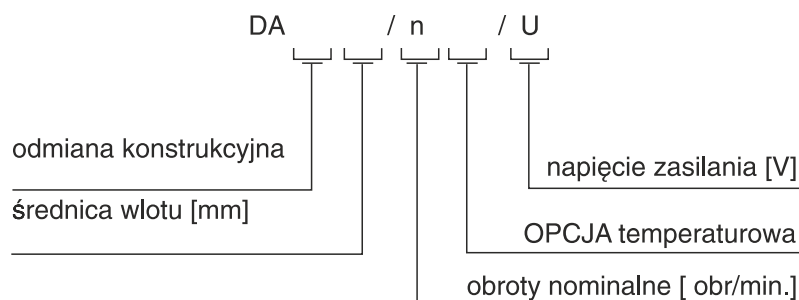 DA / n / U
odmiana konstrukcyjna
napięcie zasilania [V]
średnica wlotu [mm]
OPCJA temperaturowa
obroty nominalne [ obr/min.]